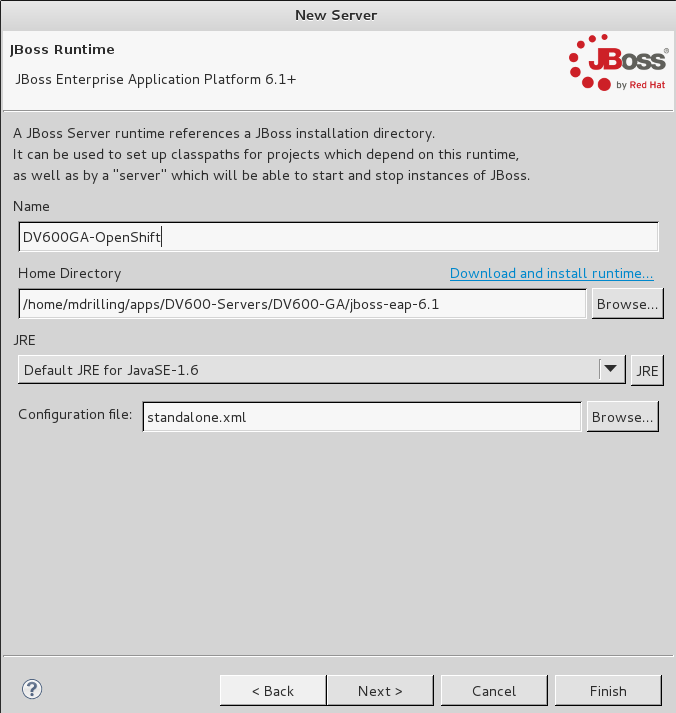 New Server
JBoss Runtime
JBoss Enterprise Application Platform 6.1+
JBoss®
by Red Hat
A JBoss Server runtime references a JBoss installation directory.
It can be used to set up classpaths for projects which depend on this runtime,
as well as by a "server" which will be able to start and stop instances of JBoss.
Name
DV600GA-OpenShift
Home Directory
Download and install runtime...
/home/mdrilling/apps/DV600-Servers/DV600-GA/jboss-eap-6.1
Browse...
JRE
Default JRE for JavaSE-1.6
JRE
Configuration file:
standalone.xml
Browse...
?
< Back
Next >
Cancel
Finish